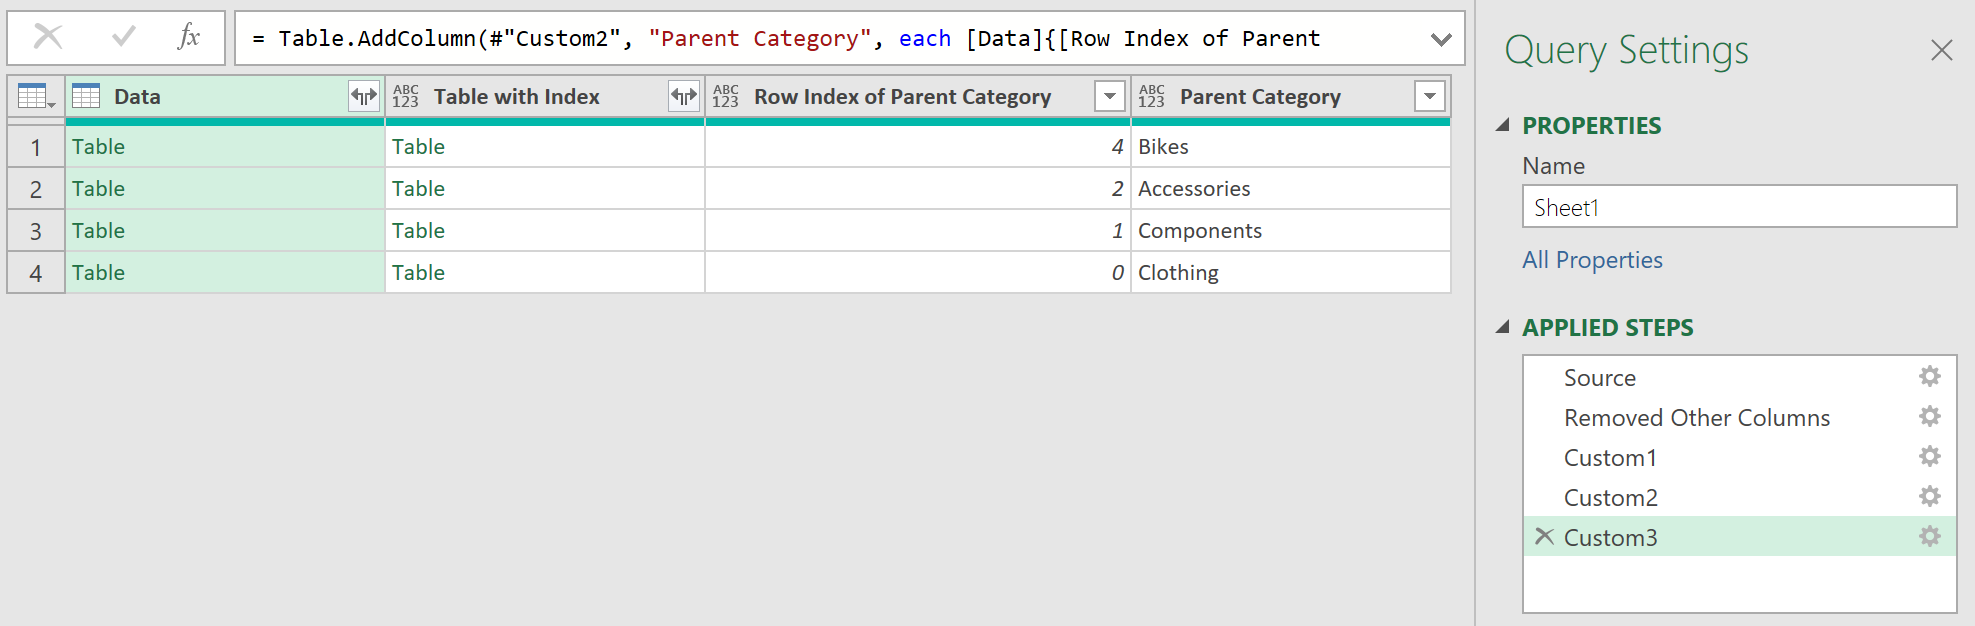 fx = Table.AddColumn(#"Custom2", "Parent Category", each [Data]{[Row Index of Parent
ABC 123 Data ABC 123 Table with Index ABC 123 Row Index of Parent Category ABC 123 Parent Category
1 Table Table 4 Bikes
2 Table Table 2 Accessories
3 Table Table 1 Components
4 Table Table 0 Clothing
Query Settings
PROPERTIES
Name
Sheet1
All Properties
APPLIED STEPS
Source
Removed Other Columns
Custom1
Custom2
Custom3